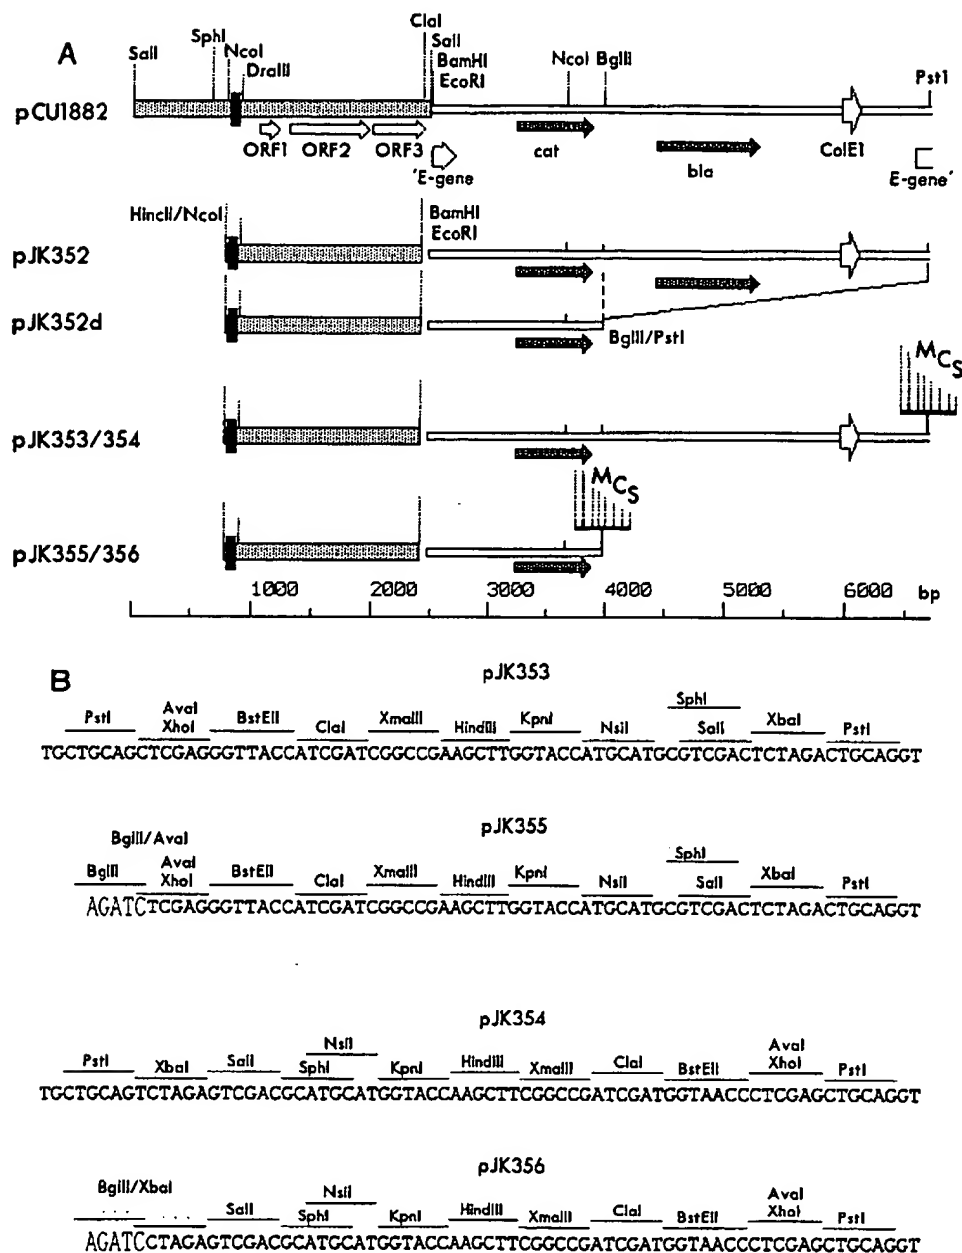 A
SalI SphI NcoI DraIII ClaI SalI BamHI EcoRI NcoI BglII PstI
pCU1882
ORF1 ORF2 ORF3 cat ColE1
'E-gene bla E-gene'
HincII/NcoI BamHI
EcoRI
pJK352
pJK352d
BglII/PstI
MCS
pJK353/354
MCS
pJK355/356
1000 2000 3000 4000 5000 6000 bp
B
pJK353
SphI
PstI AvaI XhoI BstEII ClaI XmaIII HindIII KpnI NsiI SalI XbaI PstI
TGCTGCAGCTCGAGGGTTACCATCGATCGGCCGAAGCTTGGTACCATGCATGCGTCGACTCTAGACTGCAGGT
pJK355
BglII/AvaI
SphI
BglII AvaI XhoI BstEII ClaI XmaIII HindIII KpnI NsiI SalI XbaI PstI
AGATCTCGAGGGTTACCATCGATCGGCCGAAGCTTGGTACCATGCATGCGTCGACTCTAGACTGCAGGT
pJK354
NsiI
PstI XbaI SalI SphI KpnI HindIII XmaIII ClaI BstEII AvaI XhoI PstI
TGCTGCAGTCTAGAGTCGACGCATGCATGGTACCAAGCTTCGGCCGATCGATGGTAACCCTCGAGCTGCAGGT
pJK356
BglII/XbaI
NsiI
SalI SphI KpnI HindIII XmaIII ClaI BstEII AvaI XhoI PstI
AGATCCTAGAGTCGACGCATGCATGGTACCAAGCTTCGGCCGATCGATGGTAACCCTCGAGCTGCAGGT